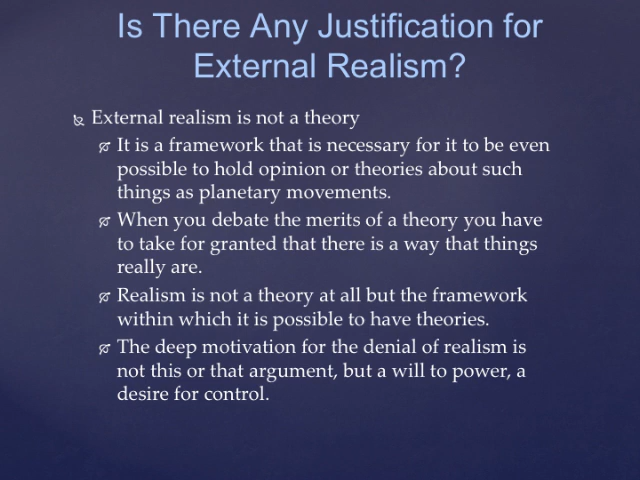 Is There Any Justification for
External Realism?
External realism is not a theory
It is a framework that is necessary for it to be even
possible to hold opinion or theories about such
things as planetary movements.
When you debate the merits of a theory you have
to take for granted that there is a way that things
really are.
Realism is not a theory at all but the framework
within which it is possible to have theories.
The deep motivation for the denial of realism is
not this or that argument, but a will to power, a
desire for control.